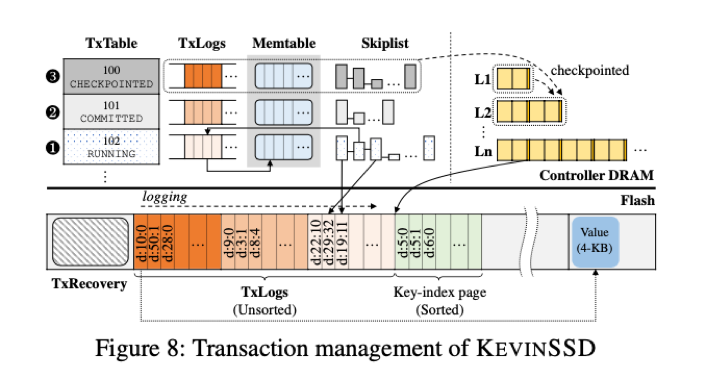 TxTable TxLogs Memtable Skiplist
❸ 100 CHECKPOINTED
❷ 101 COMMITTED
❶ 102 RUNNING
⋮
... ... ...
L1
checkpointed
L2
⋮
Ln ...
Controller DRAM
logging
Flash
d:10:0 d:50:1 d:28:0 ... d:9:0 d:3:1 d:8:4 ... d:22:10 d:29:32 d:19:11 ... d:5:0 d:5:1 d:6:0 ...
Value
(4-KB)
TxRecovery
TxLogs
(Unsorted)
Key-index page
(Sorted)
Figure 8: Transaction management of KEVINSSD